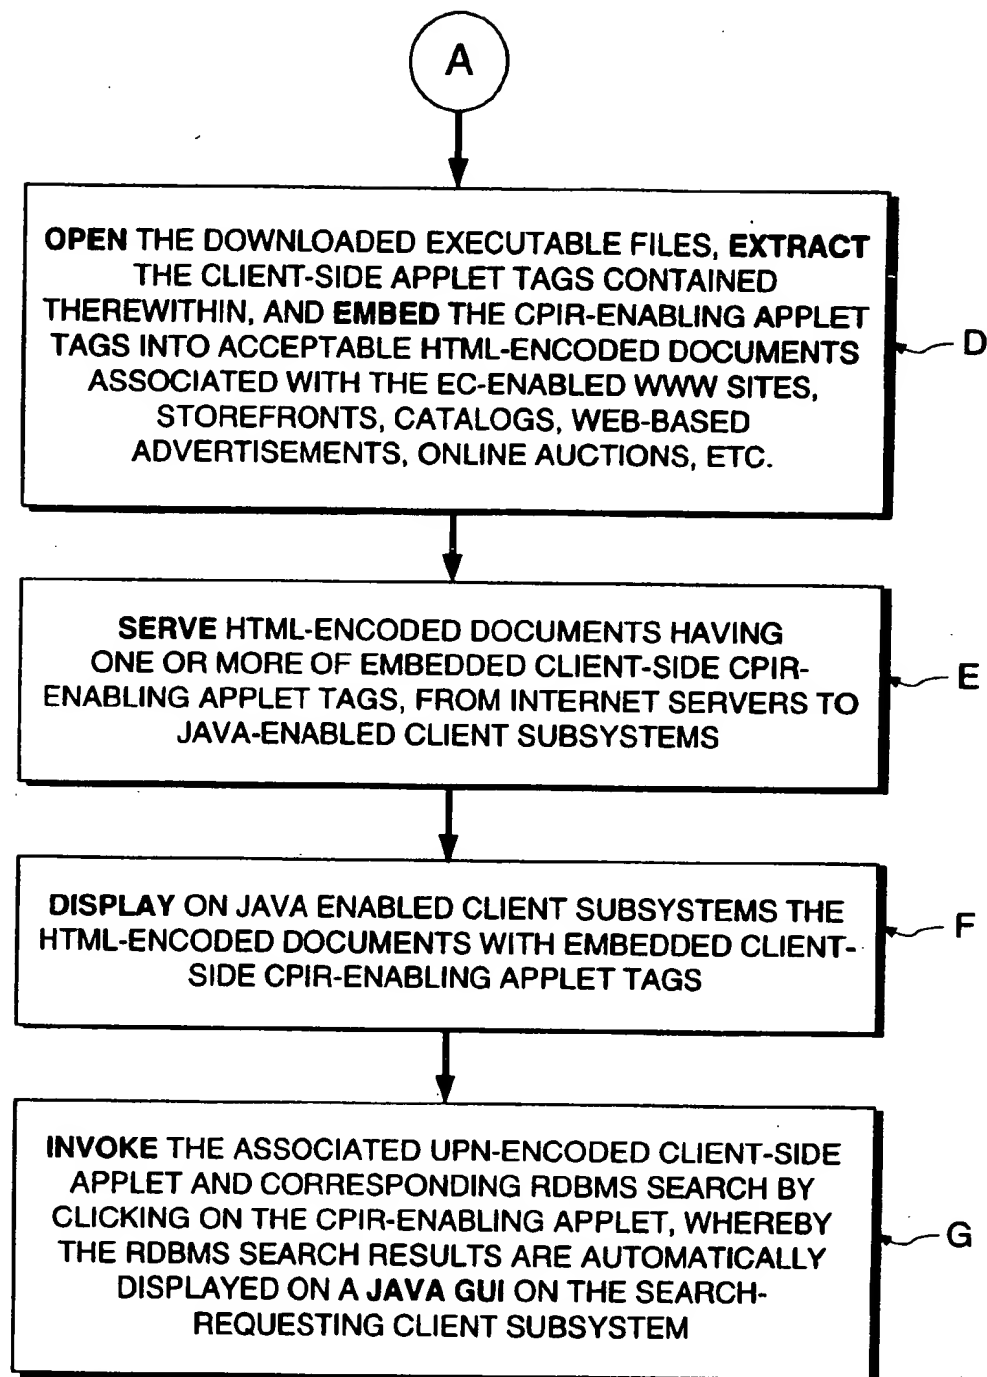 A
OPEN THE DOWNLOADED EXECUTABLE FILES, EXTRACT
THE CLIENT-SIDE APPLET TAGS CONTAINED
THEREWITHIN, AND EMBED THE CPIR-ENABLING APPLET
TAGS INTO ACCEPTABLE HTML-ENCODED DOCUMENTS
ASSOCIATED WITH THE EC-ENABLED WWW SITES,
STOREFRONTS, CATALOGS, WEB-BASED
ADVERTISEMENTS, ONLINE AUCTIONS, ETC.
D
SERVE HTML-ENCODED DOCUMENTS HAVING
ONE OR MORE OF EMBEDDED CLIENT-SIDE CPIR-
ENABLING APPLET TAGS, FROM INTERNET SERVERS TO
JAVA-ENABLED CLIENT SUBSYSTEMS
E
DISPLAY ON JAVA ENABLED CLIENT SUBSYSTEMS THE
HTML-ENCODED DOCUMENTS WITH EMBEDDED CLIENT-
SIDE CPIR-ENABLING APPLET TAGS
F
INVOKE THE ASSOCIATED UPN-ENCODED CLIENT-SIDE
APPLET AND CORRESPONDING RDBMS SEARCH BY
CLICKING ON THE CPIR-ENABLING APPLET, WHEREBY
THE RDBMS SEARCH RESULTS ARE AUTOMATICALLY
DISPLAYED ON A JAVA GUI ON THE SEARCH-
REQUESTING CLIENT SUBSYSTEM
G